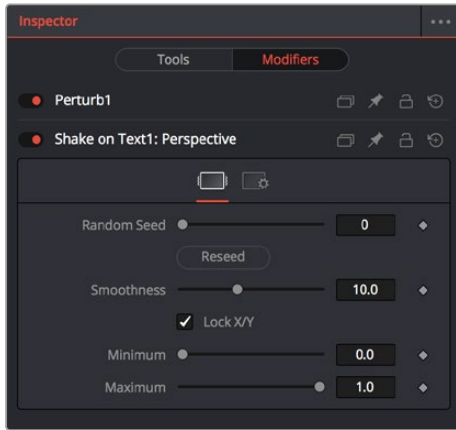 Inspector
Tools Modifiers
Perturb1
Shake on Text1: Perspective
Random Seed 0
Reseed
Smoothness 10.0
Lock X/Y
Minimum 0.0
Maximum 1.0